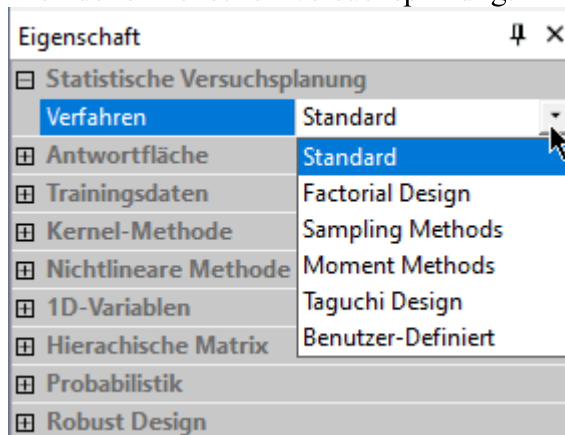 Eigenschaft
Statistische Versuchsplanung
Verfahren Standard
Antwortfläche Standard
Trainingsdaten Factorial Design
Kernel-Methode Sampling Methods
Nichtlineare Methode Moment Methods
1D-Variablen Taguchi Design
Hierachische Matrix Benutzer-Definiert
Probabilistik
Robust Design